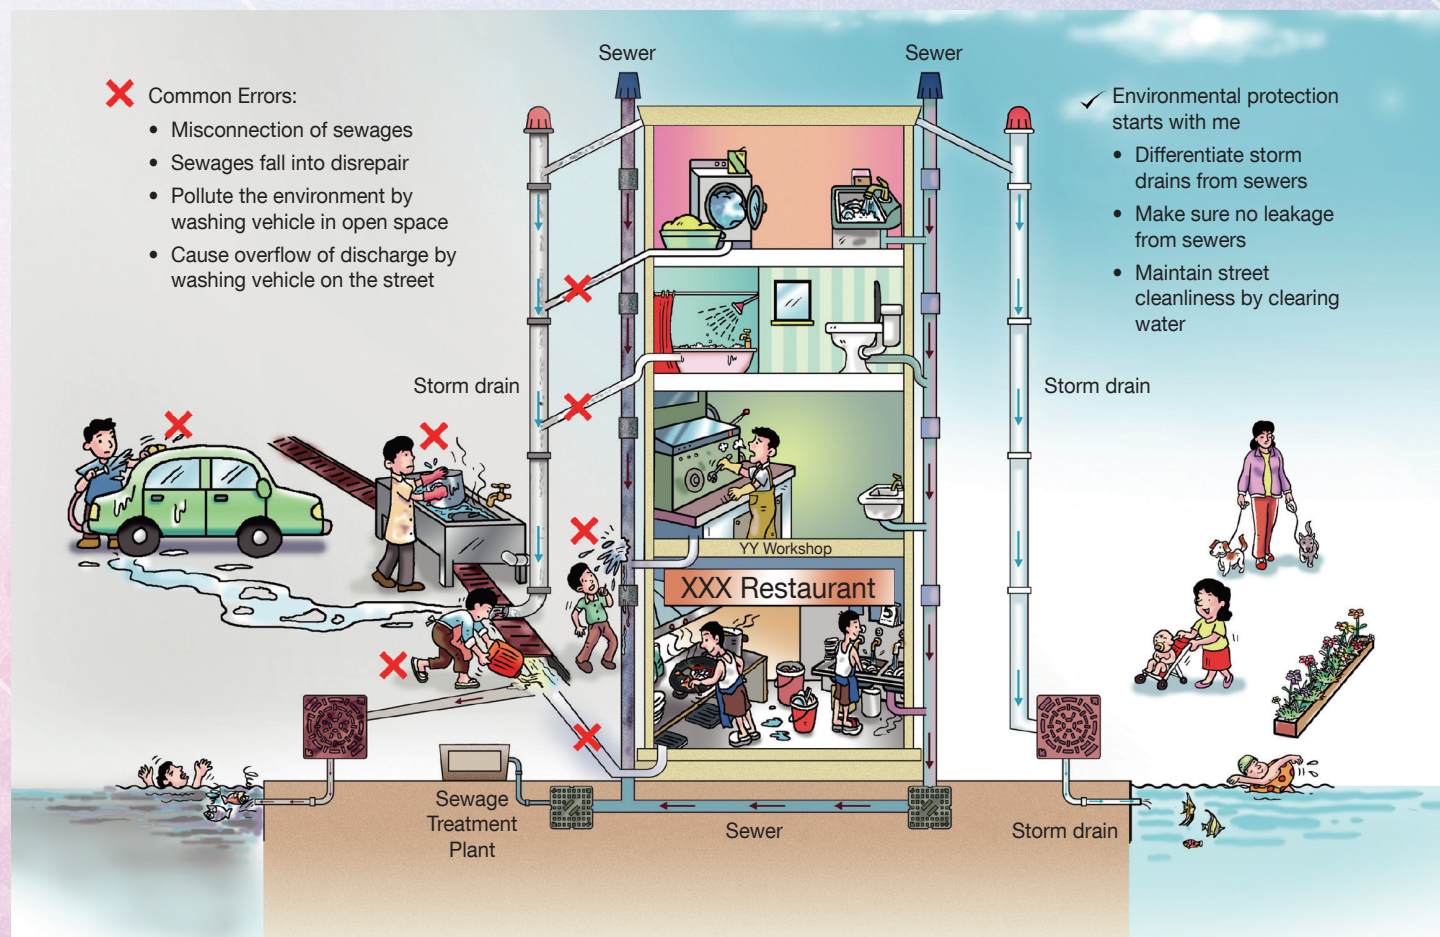 Sewer
Sewer
Common Errors:
• Misconnection of sewages
• Sewages fall into disrepair
• Pollute the environment by
washing vehicle in open space
• Cause overflow of discharge by
washing vehicle on the street
Environmental protection
starts with me
• Differentiate storm
drains from sewers
• Make sure no leakage
from sewers
• Maintain street
cleanliness by clearing
water
Storm drain
Storm drain
YY Workshop
XXX Restaurant
5
Sewage
Treatment
Plant
Sewer
Storm drain